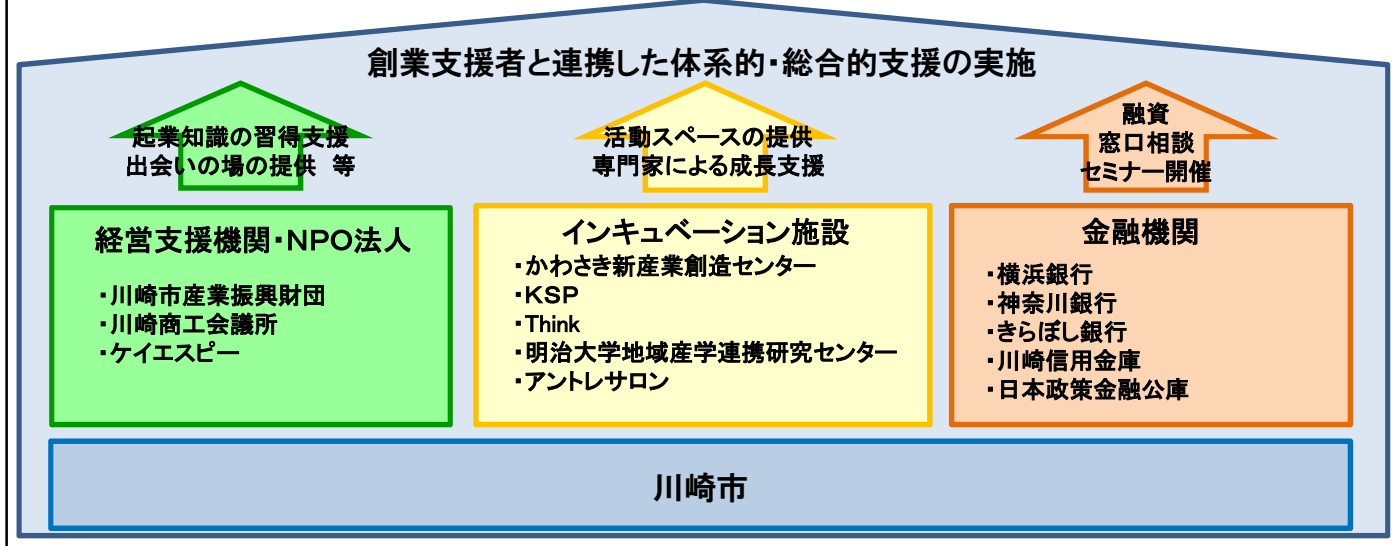 創業支援者と連携した体系的・総合的支援の実施
起業知識の習得支援
出会いの場の提供　等
経営支援機関・NPO法人
・川崎市産業振興財団
・川崎商工会議所
・ケイエスピー
活動スペースの提供
専門家による成長支援
インキュベーション施設
・かわさき新産業創造センター
・KSP
・Think
・明治大学地域産学連携研究センター
・アントレサロン
融資
窓口相談
セミナー開催
金融機関
・横浜銀行
・神奈川銀行
・きらぼし銀行
・川崎信用金庫
・日本政策金融公庫
川崎市